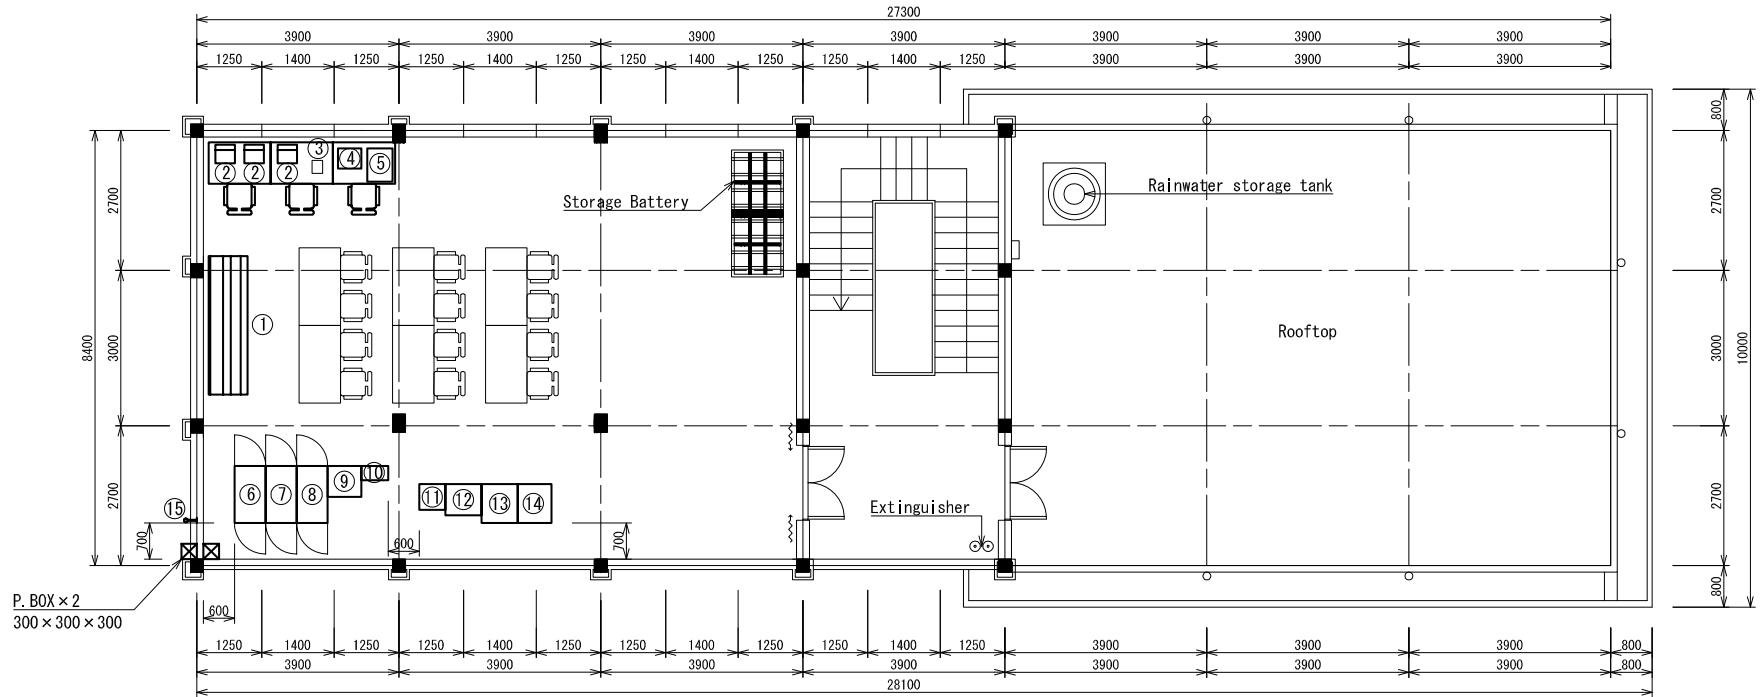 27300
3900 3900 3900 3900 3900 3900 3900
1250 1400 1250 1250 1400 1250 1250 1400 1250 1250 1400 1250 3900 3900 3900
800
2700
3000
2700
800
10000
8400
2700
3000
2700
② ② ② ③ ④ ⑤
Storage Battery
Rainwater storage tank
①
Rooftop
⑥ ⑦ ⑧ ⑨ ⑩
⑪ ⑫ ⑬ ⑭
⑮
Extinguisher
700
600
700
P. BOX × 2
300 × 300 × 300
600
1250 1400 1250 1250 1400 1250 1250 1400 1250 1250 1400 1250 3900 3900 3900 800
3900 3900 3900 3900 3900 3900 3900 800
28100